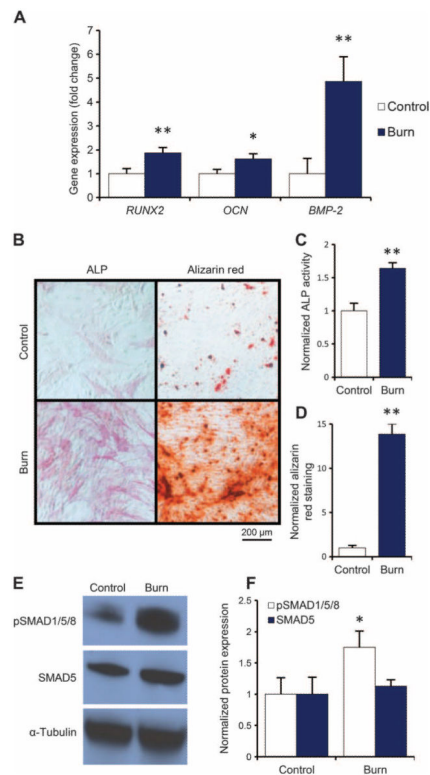 A
Gene expression (fold change)
7
6
5
4
3
2
1
0
**
*
**
Control
Burn
RUNX2 OCN BMP-2
B
ALP Alizarin red
Control
Burn
200 µm
C
Normalized ALP activity
2
1.5
1
0.5
0
**
Control Burn
D
Normalized alizarin
red staining
15
10
5
0
**
Control Burn
E
Control Burn
pSMAD1/5/8
SMAD5
α-Tubulin
F
Normalized protein expression
2.5
2
1.5
1
0.5
0
pSMAD1/5/8
SMAD5
*
Control Burn